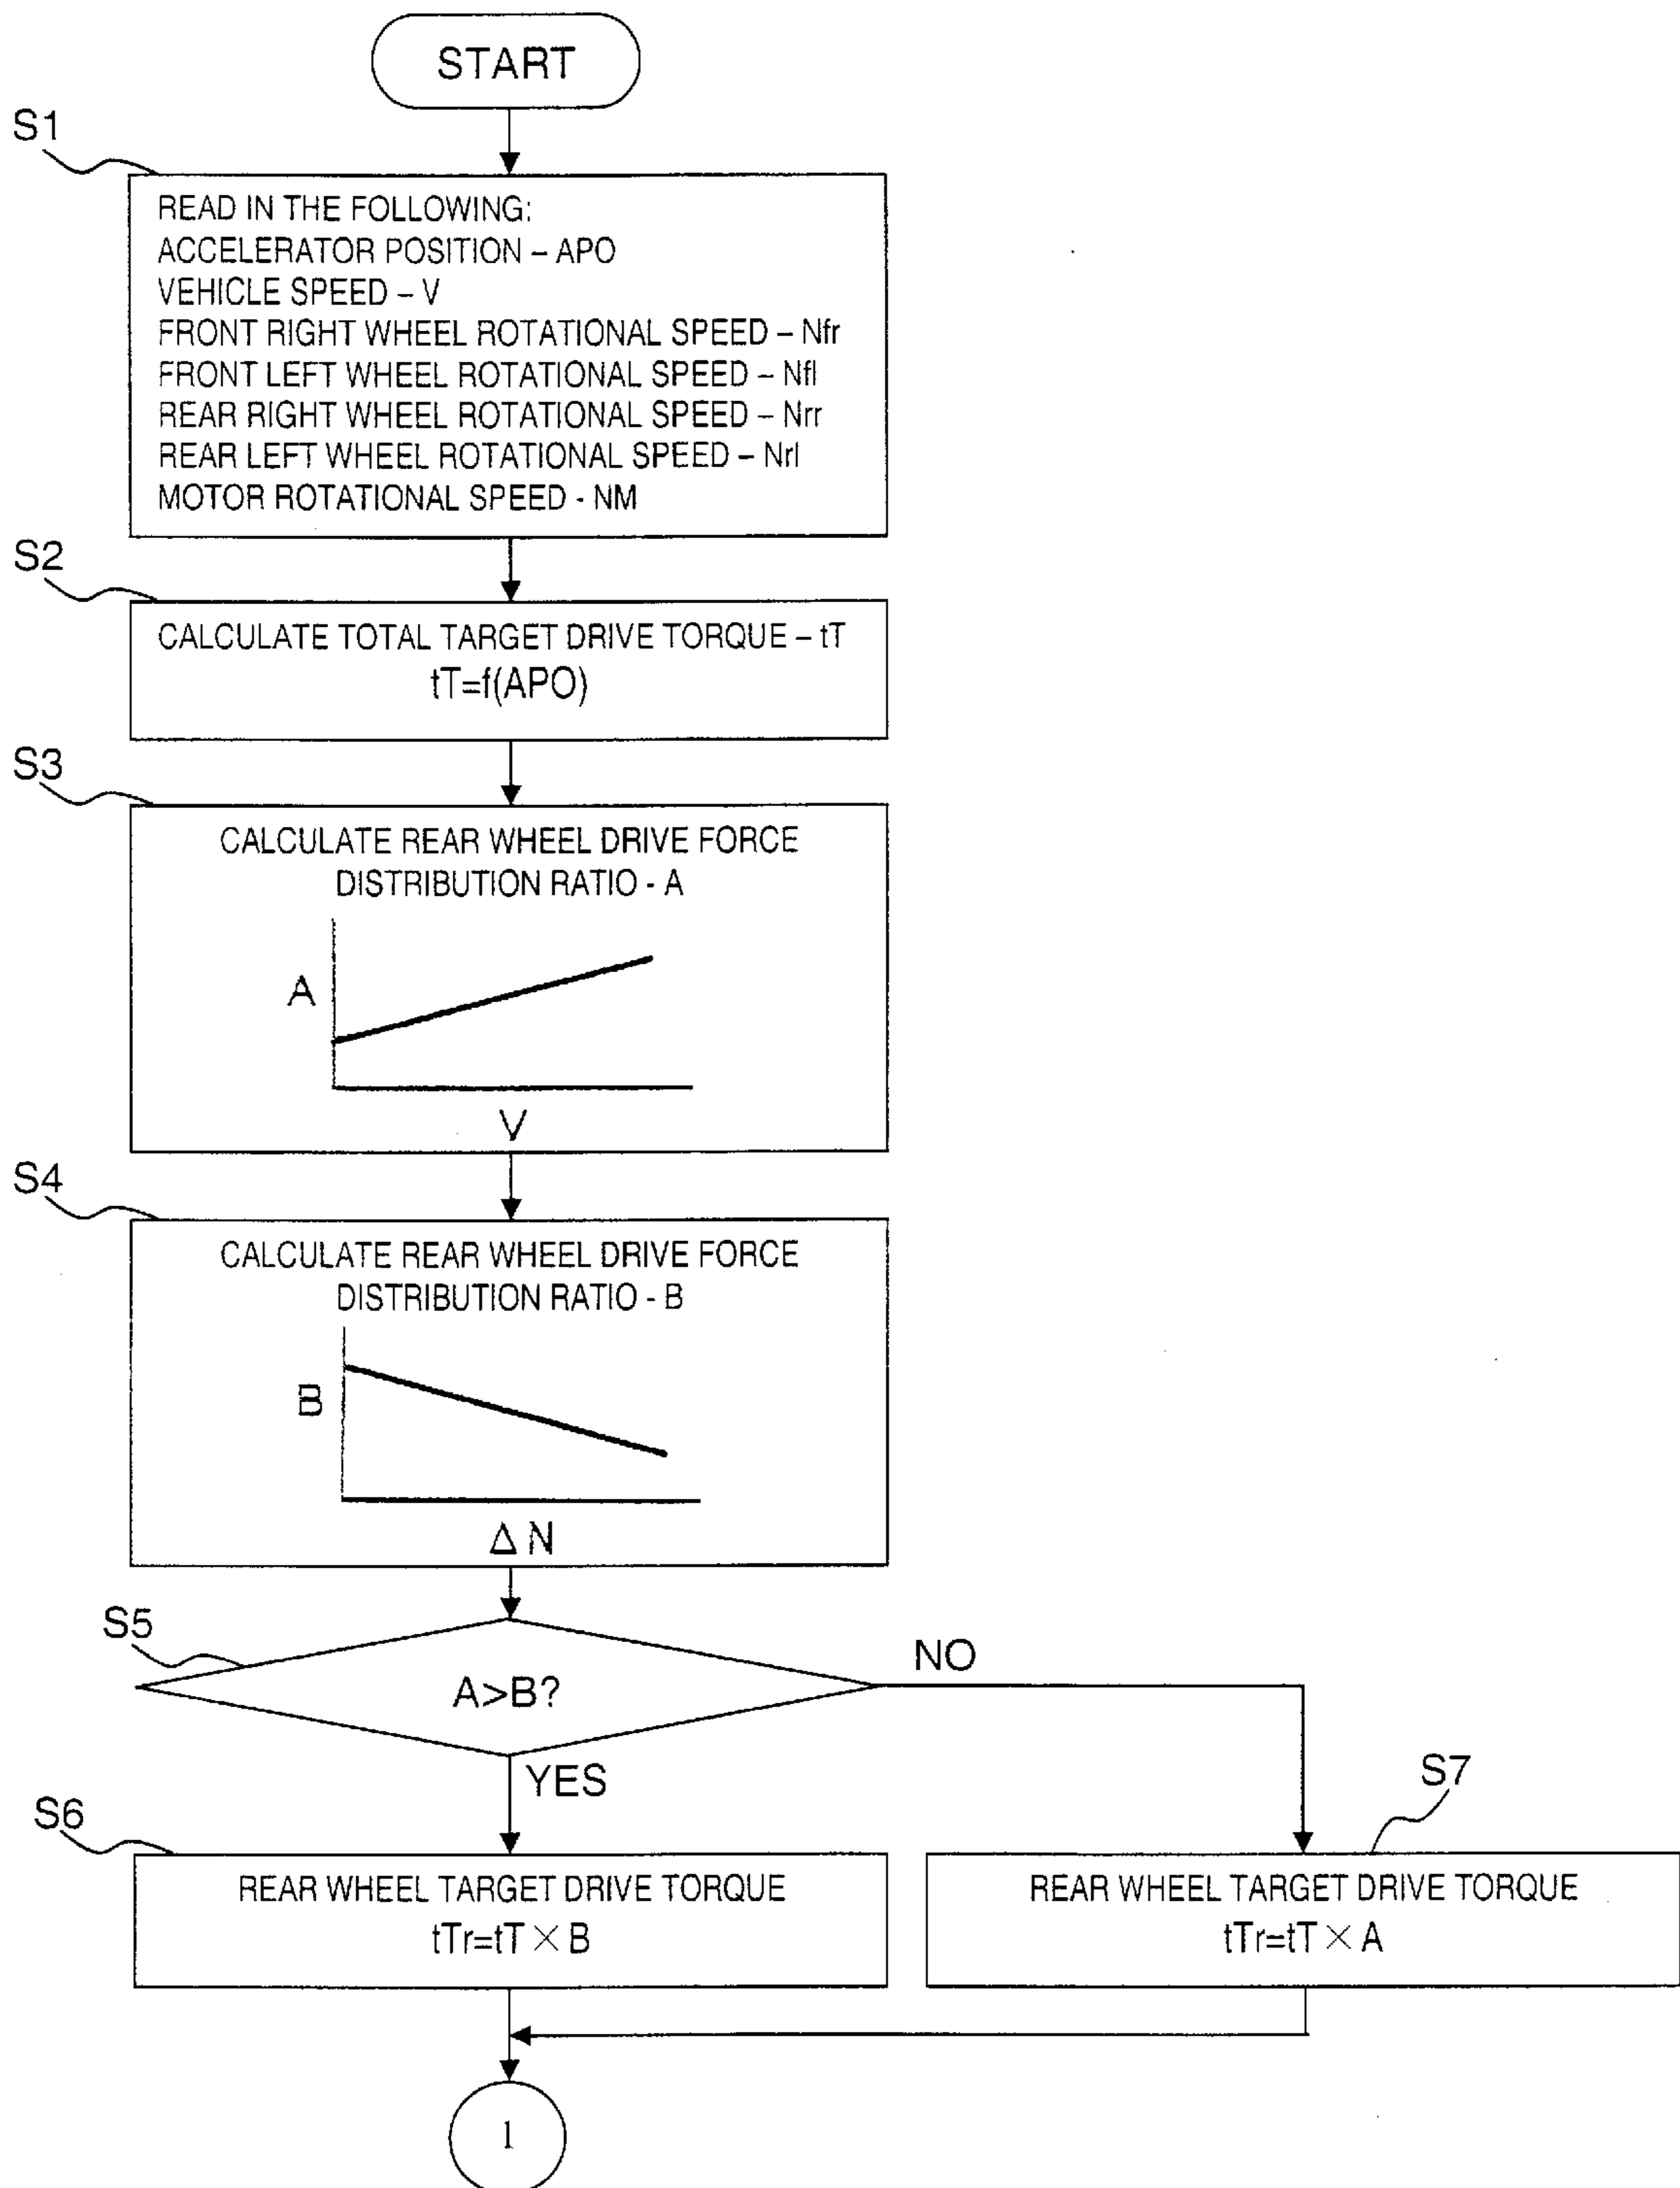 START
S1
READ IN THE FOLLOWING:
ACCELERATOR POSITION – APO
VEHICLE SPEED – V
FRONT RIGHT WHEEL ROTATIONAL SPEED – Nfr
FRONT LEFT WHEEL ROTATIONAL SPEED – Nfl
REAR RIGHT WHEEL ROTATIONAL SPEED – Nrr
REAR LEFT WHEEL ROTATIONAL SPEED – Nrl
MOTOR ROTATIONAL SPEED - NM
S2
CALCULATE TOTAL TARGET DRIVE TORQUE – tT
tT=f(APO)
S3
CALCULATE REAR WHEEL DRIVE FORCE
DISTRIBUTION RATIO - A
A
V
S4
CALCULATE REAR WHEEL DRIVE FORCE
DISTRIBUTION RATIO - B
B
Δ N
S5
A>B?
NO
YES
S6
REAR WHEEL TARGET DRIVE TORQUE
tTr=tT × B
S7
REAR WHEEL TARGET DRIVE TORQUE
tTr=tT × A
1